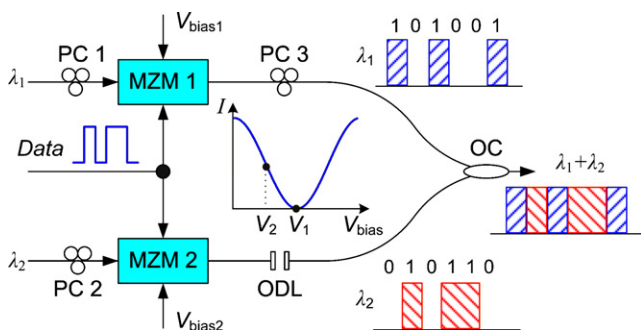 V_bias1
PC 1
PC 3
1 0 1 0 0 1
λ₁
MZM 1
λ₁
I
OC
Data
λ₁+λ₂
V₂
V₁
V_bias
λ₂
MZM 2
0 1 0 1 1 0
PC 2
ODL
λ₂
V_bias2